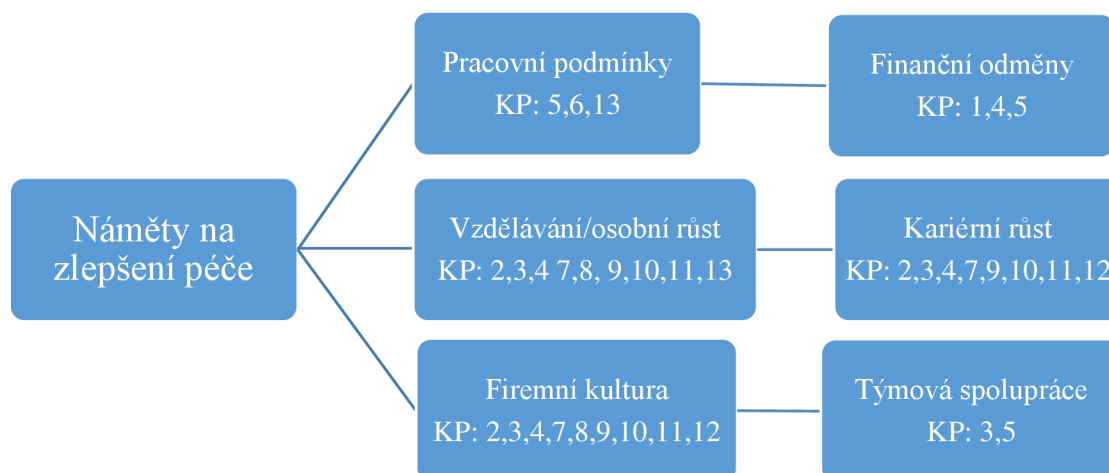 Náměty na
zlepšení péče
Pracovní podmínky
KP: 5,6,13
Finanční odměny
KP: 1,4,5
Vzdělávání/osobní růst
KP: 2,3,4 7,8, 9,10,11,13
Kariérní růst
KP: 2,3,4,7,9,10,11,12
Firemní kultura
KP: 2,3,4,7,8,9,10,11,12
Týmová spolupráce
KP: 3,5